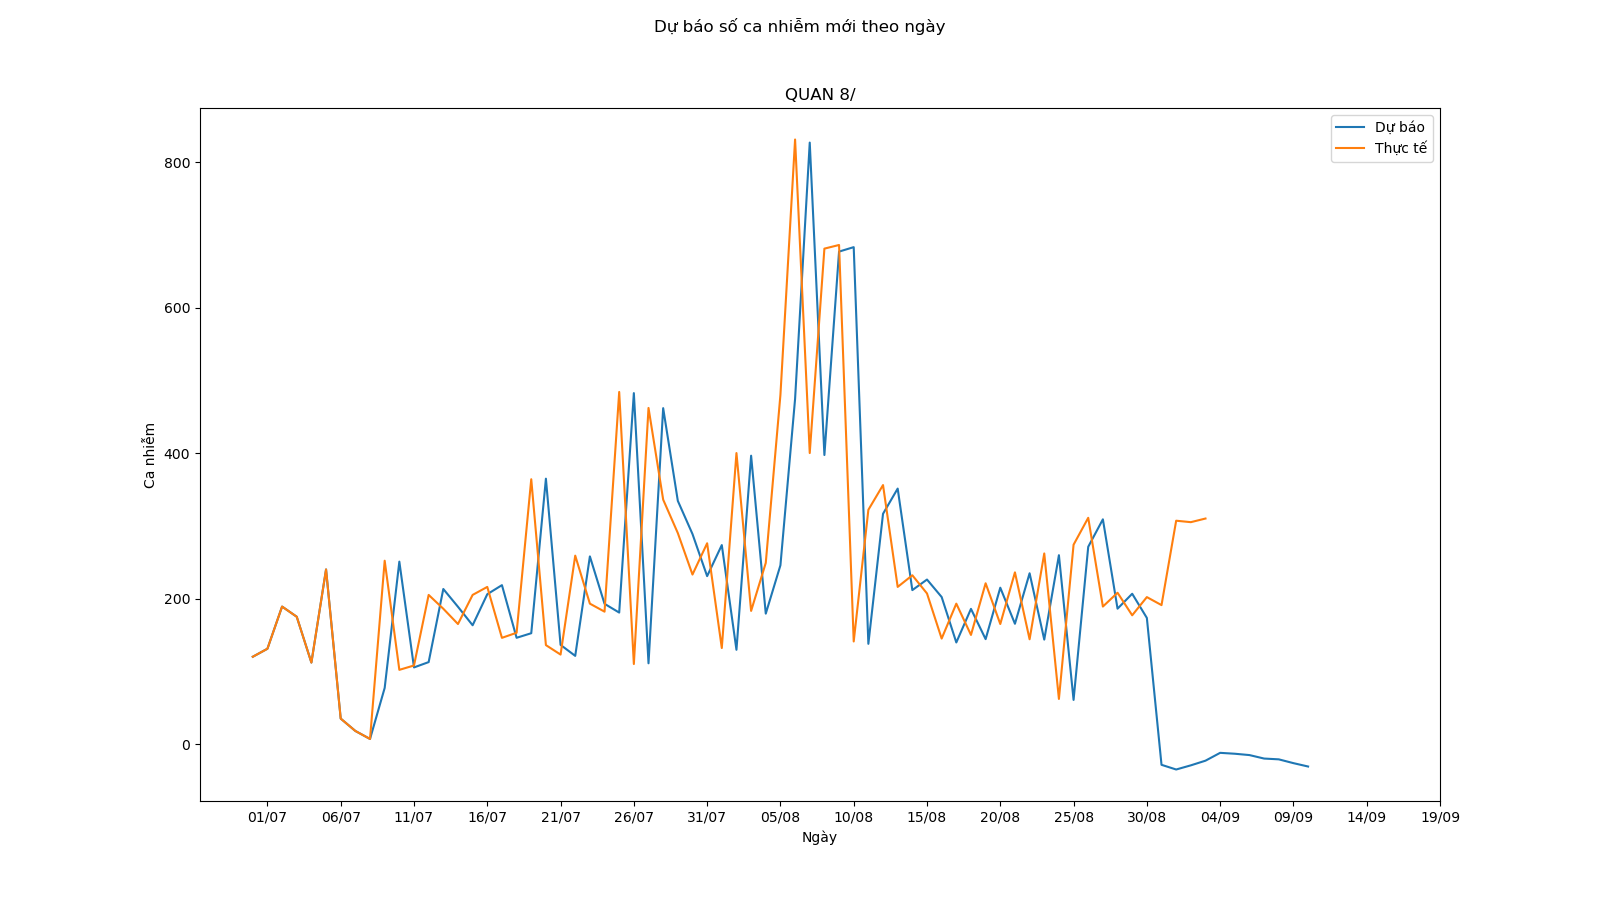 Dự báo số ca nhiễm mới theo ngày
QUAN 8/
Dự báo
Thực tế
Ca nhiễm
800
600
400
200
0
01/07 06/07 11/07 16/07 21/07 26/07 31/07 05/08 10/08 15/08 20/08 25/08 30/08 04/09 09/09 14/09 19/09
Ngày